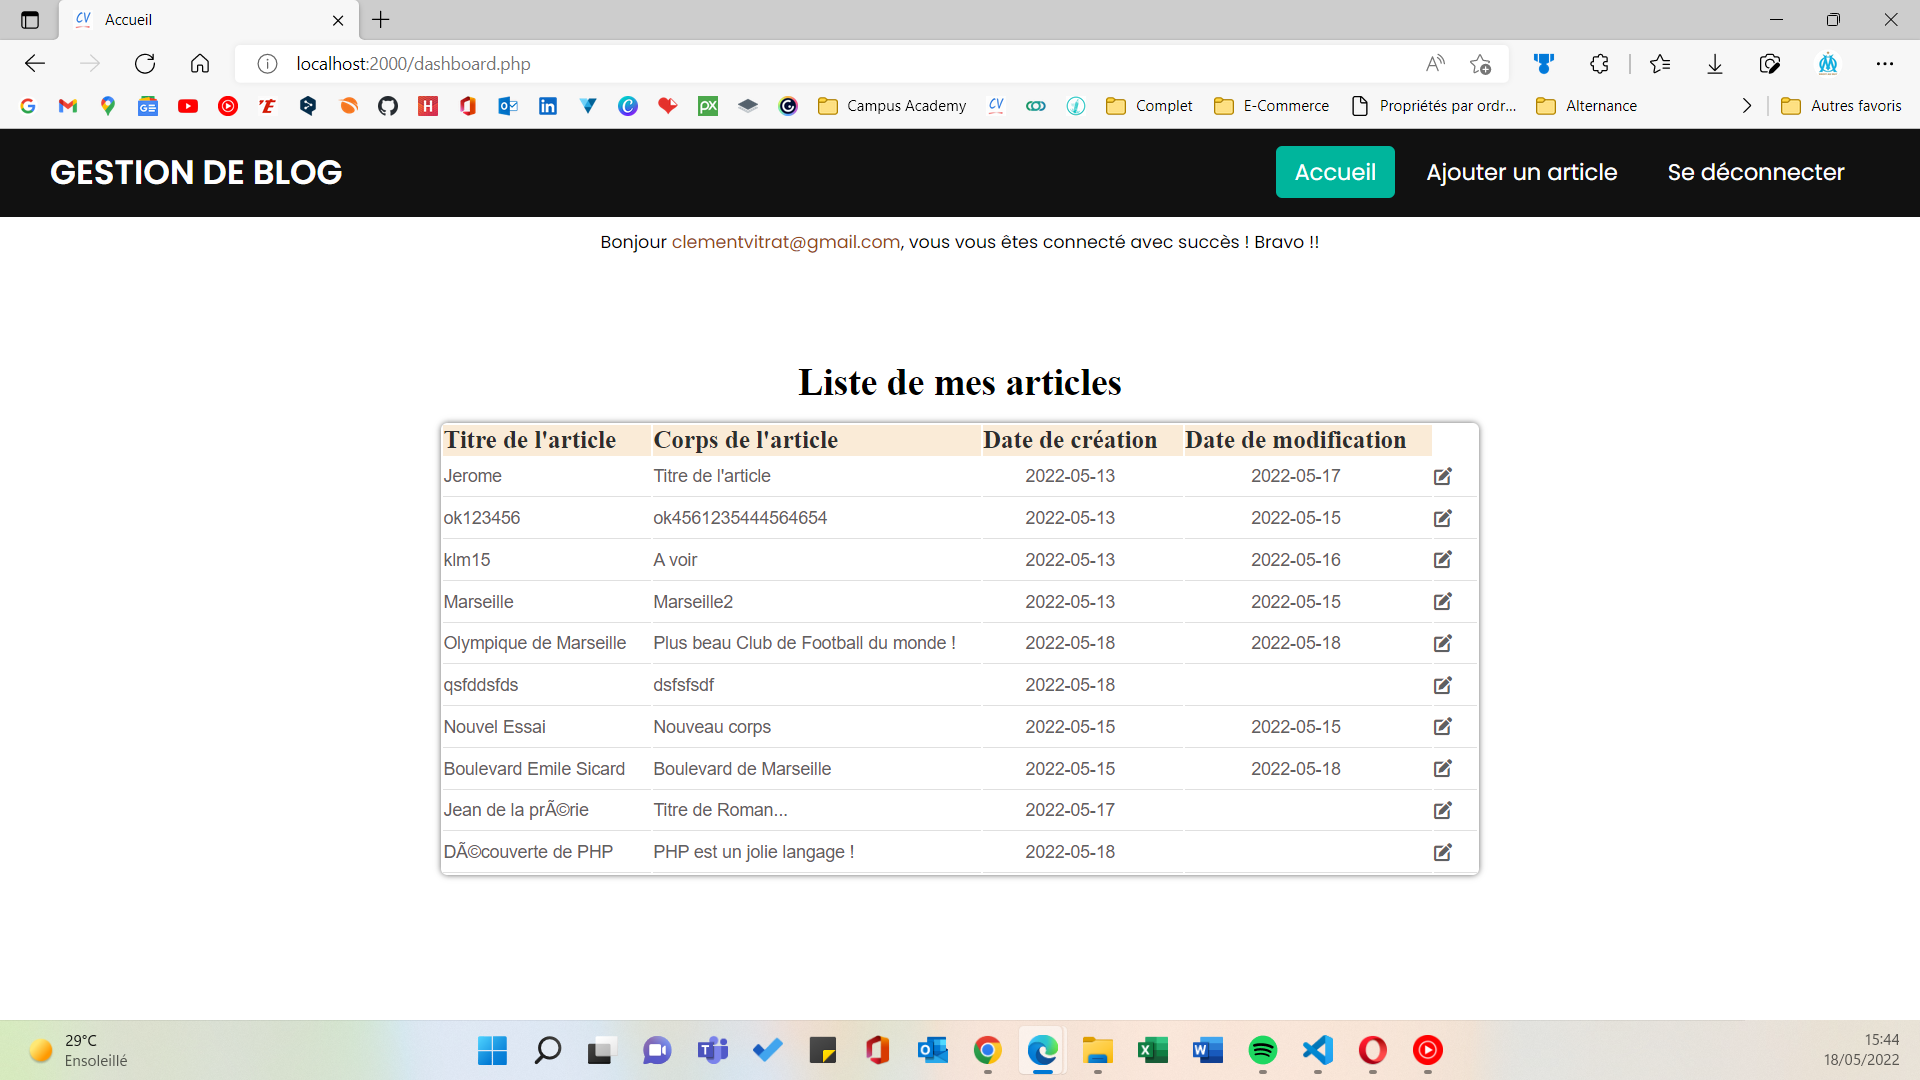 Accueil
localhost:2000/dashboard.php
Campus Academy
Complet
E-Commerce
Propriétés par ordr...
Alternance
Autres favoris
GESTION DE BLOG
Accueil
Ajouter un article
Se déconnecter
Bonjour clementvitrat@gmail.com, vous vous êtes connecté avec succès ! Bravo !!
Liste de mes articles
Titre de l'article Corps de l'article Date de création Date de modification
Jerome Titre de l'article 2022-05-13 2022-05-17
ok123456 ok4561235444564654 2022-05-13 2022-05-15
klm15 A voir 2022-05-13 2022-05-16
Marseille Marseille2 2022-05-13 2022-05-15
Olympique de Marseille Plus beau Club de Football du monde ! 2022-05-18 2022-05-18
qsfddsfds dsfsfsdf 2022-05-18
Nouvel Essai Nouveau corps 2022-05-15 2022-05-15
Boulevard Emile Sicard Boulevard de Marseille 2022-05-15 2022-05-18
Jean de la prÃ©rie Titre de Roman... 2022-05-17
DÃ©couverte de PHP PHP est un jolie langage ! 2022-05-18
29°C
Ensoleillé
15:44
18/05/2022